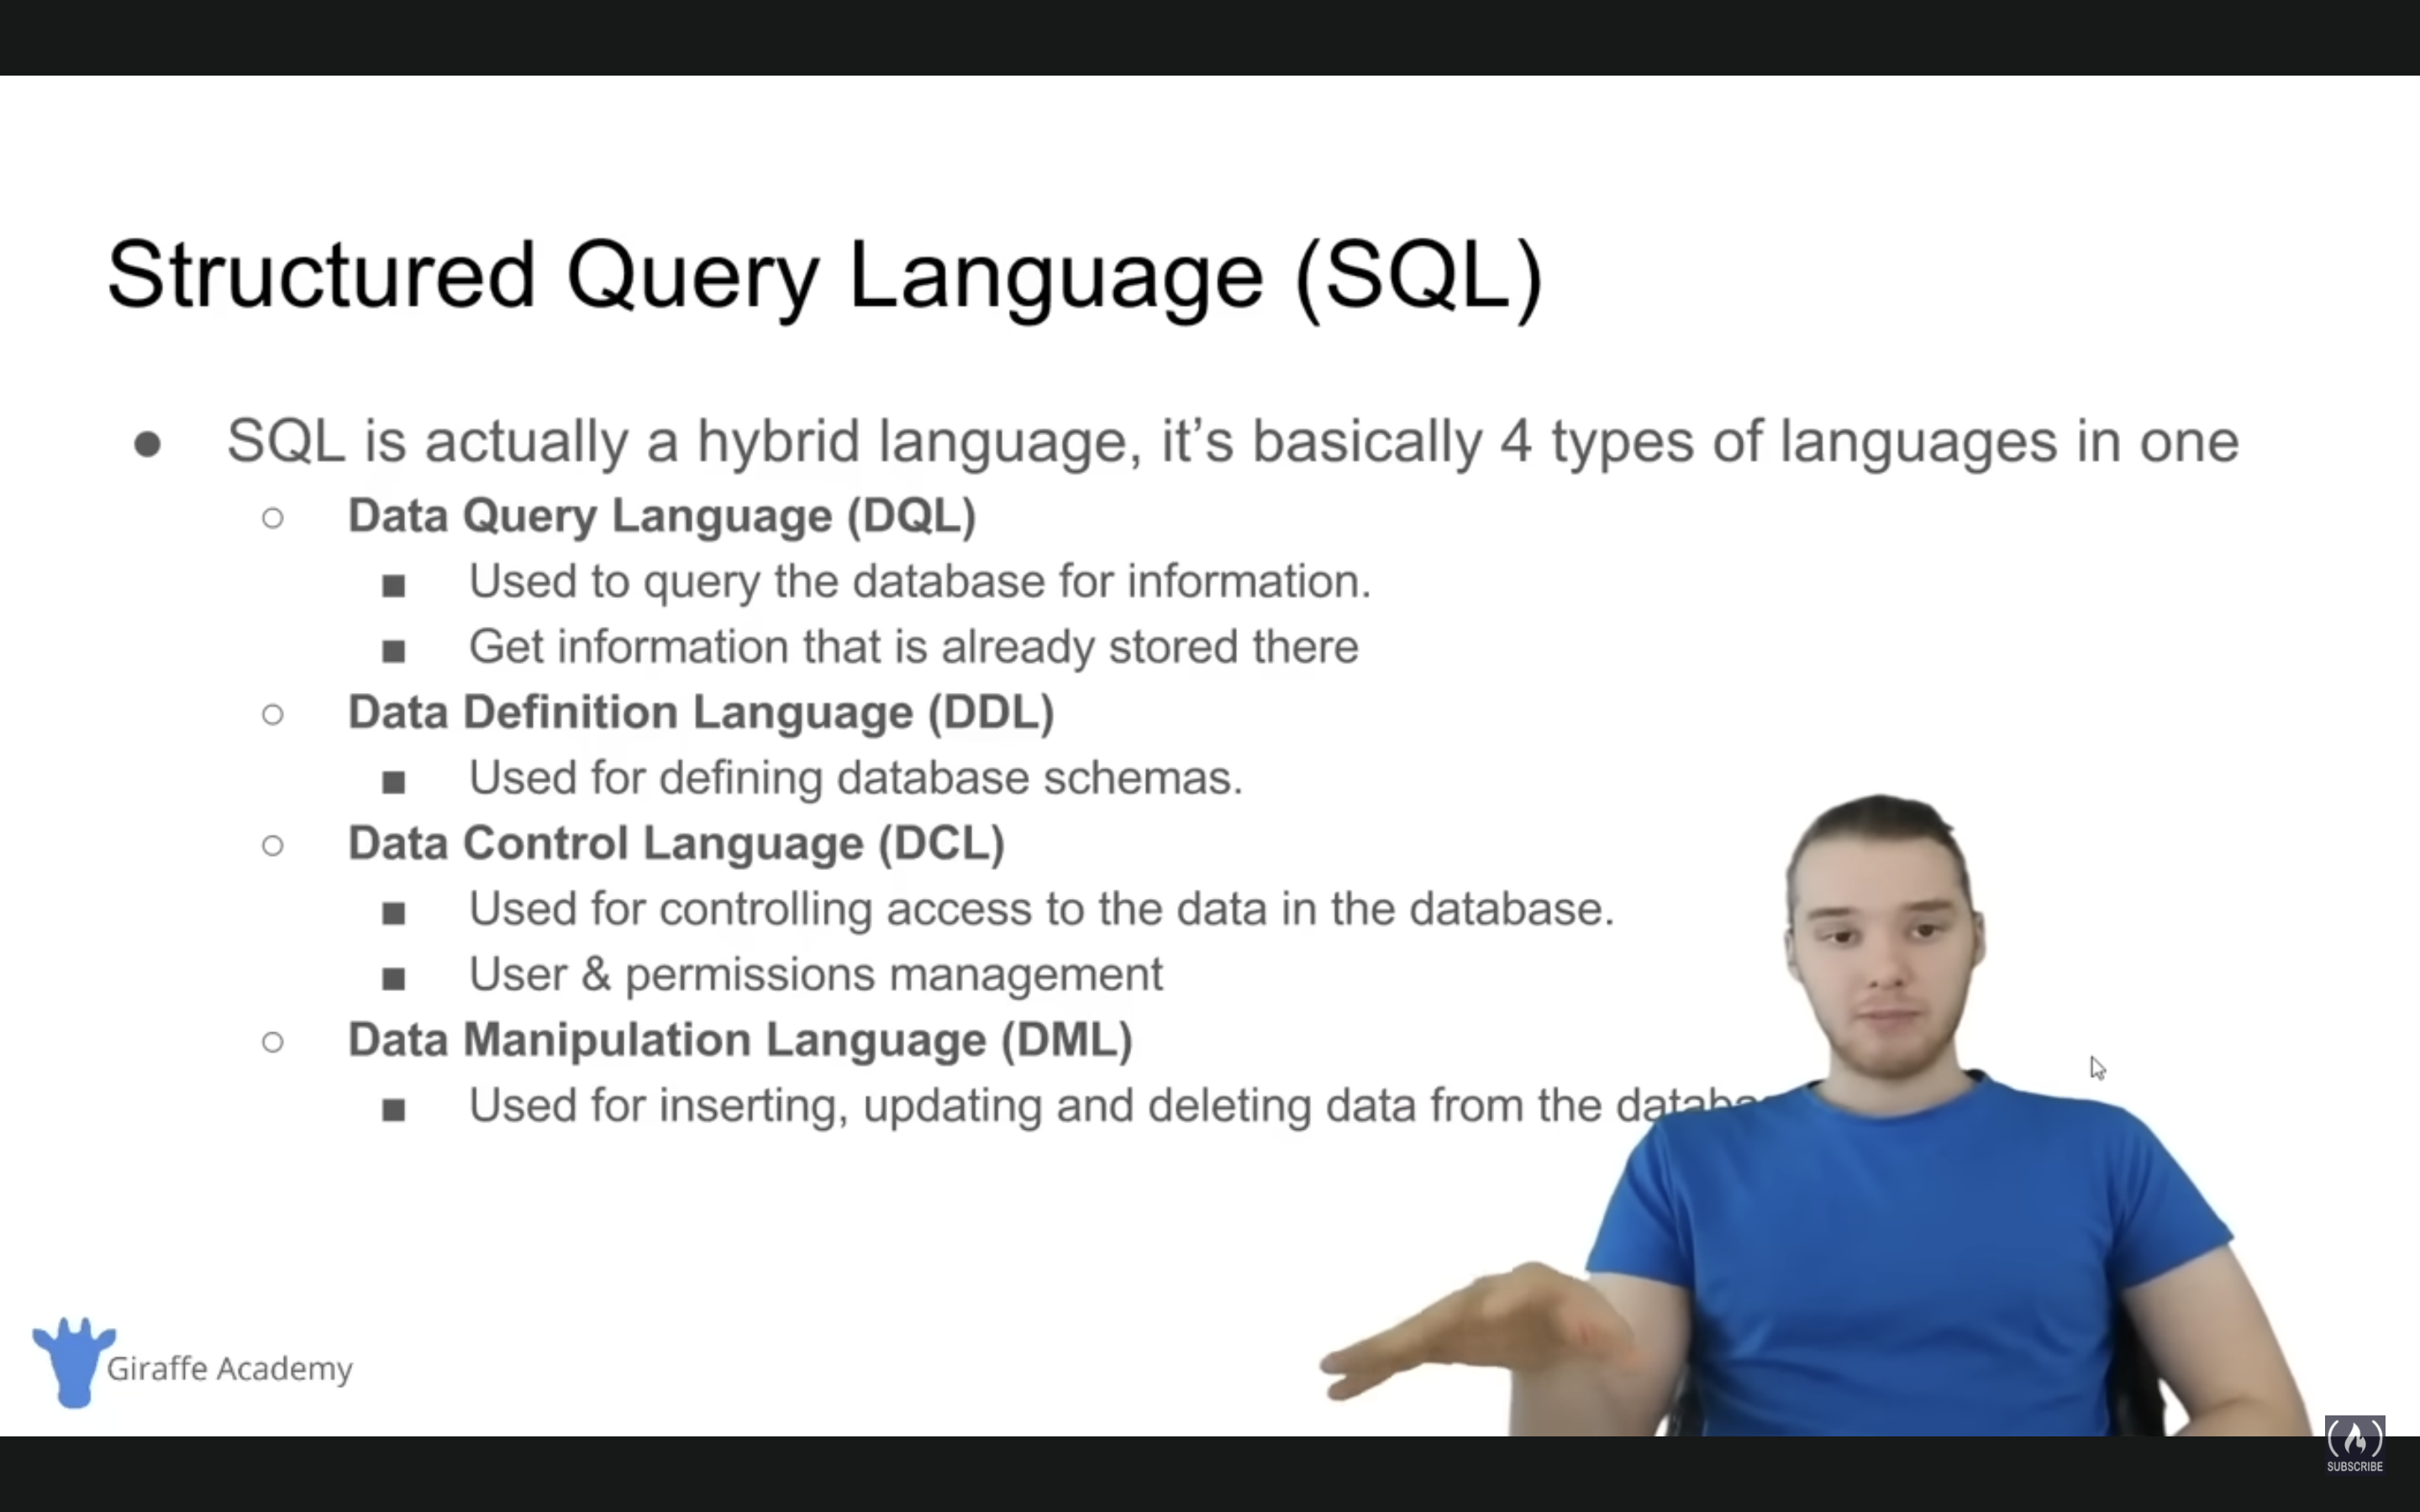 Structured Query Language (SQL)
SQL is actually a hybrid language, it’s basically 4 types of languages in one
Data Query Language (DQL)
Used to query the database for information.
Get information that is already stored there
Data Definition Language (DDL)
Used for defining database schemas.
Data Control Language (DCL)
Used for controlling access to the data in the database.
User & permissions management
Data Manipulation Language (DML)
Used for inserting, updating and deleting data from the
Giraffe Academy
SUBSCRIBE